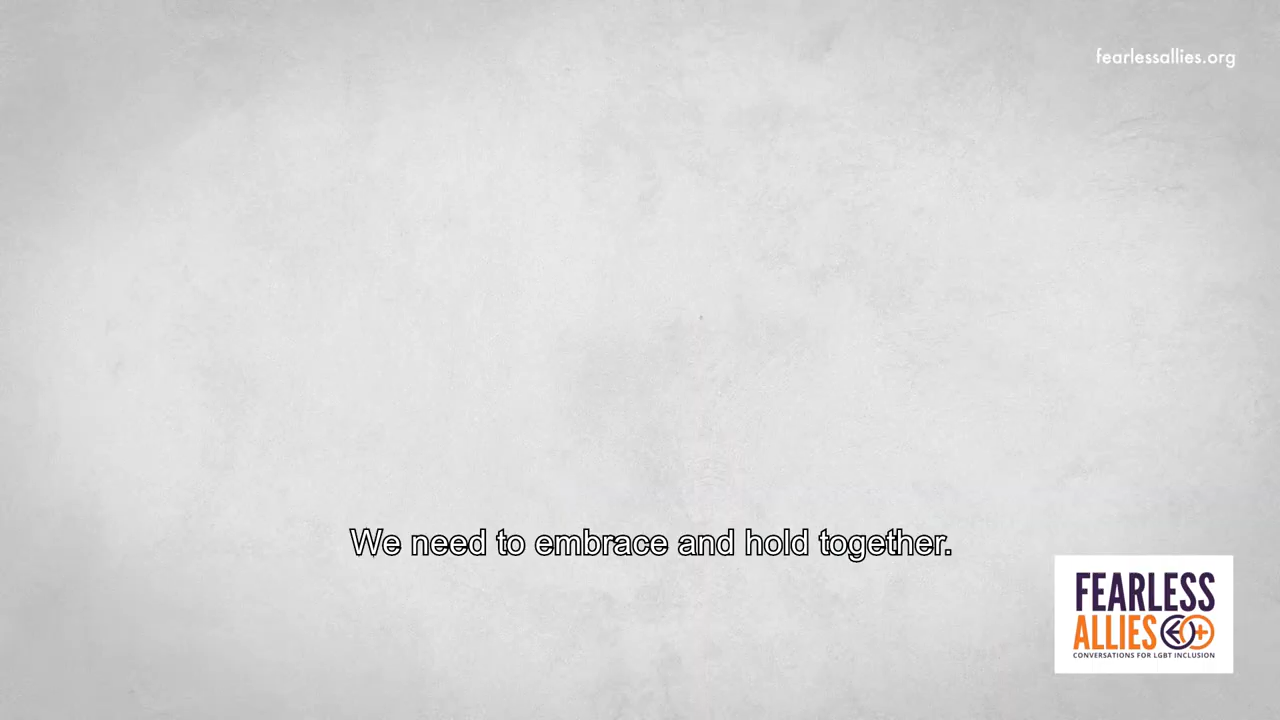 fearlessallies.org
We need to embrace and hold together.
FEARLESS
ALLIES
CONVERSATIONS FOR LGBT INCLUSION